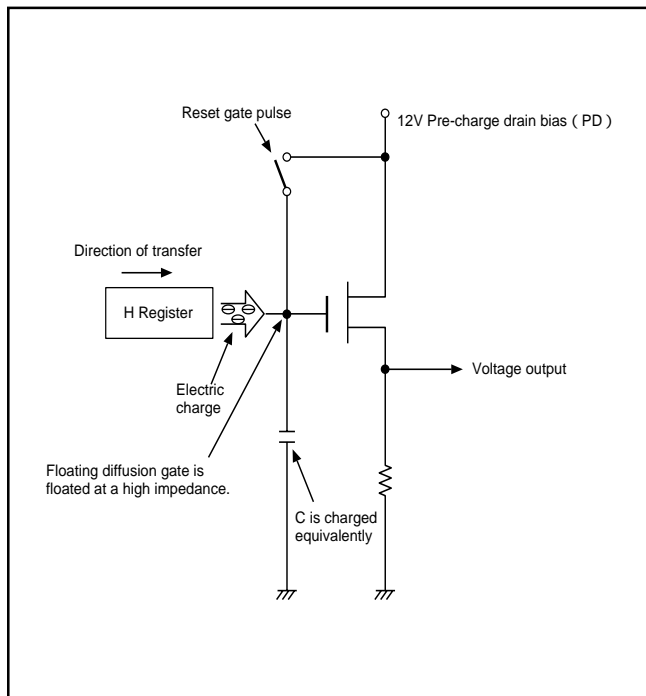 Reset gate pulse
12V Pre-charge drain bias ( PD )
Direction of transfer
H Register
Electric
charge
Voltage output
Floating diffusion gate is
floated at a high impedance.
C is charged
equivalently